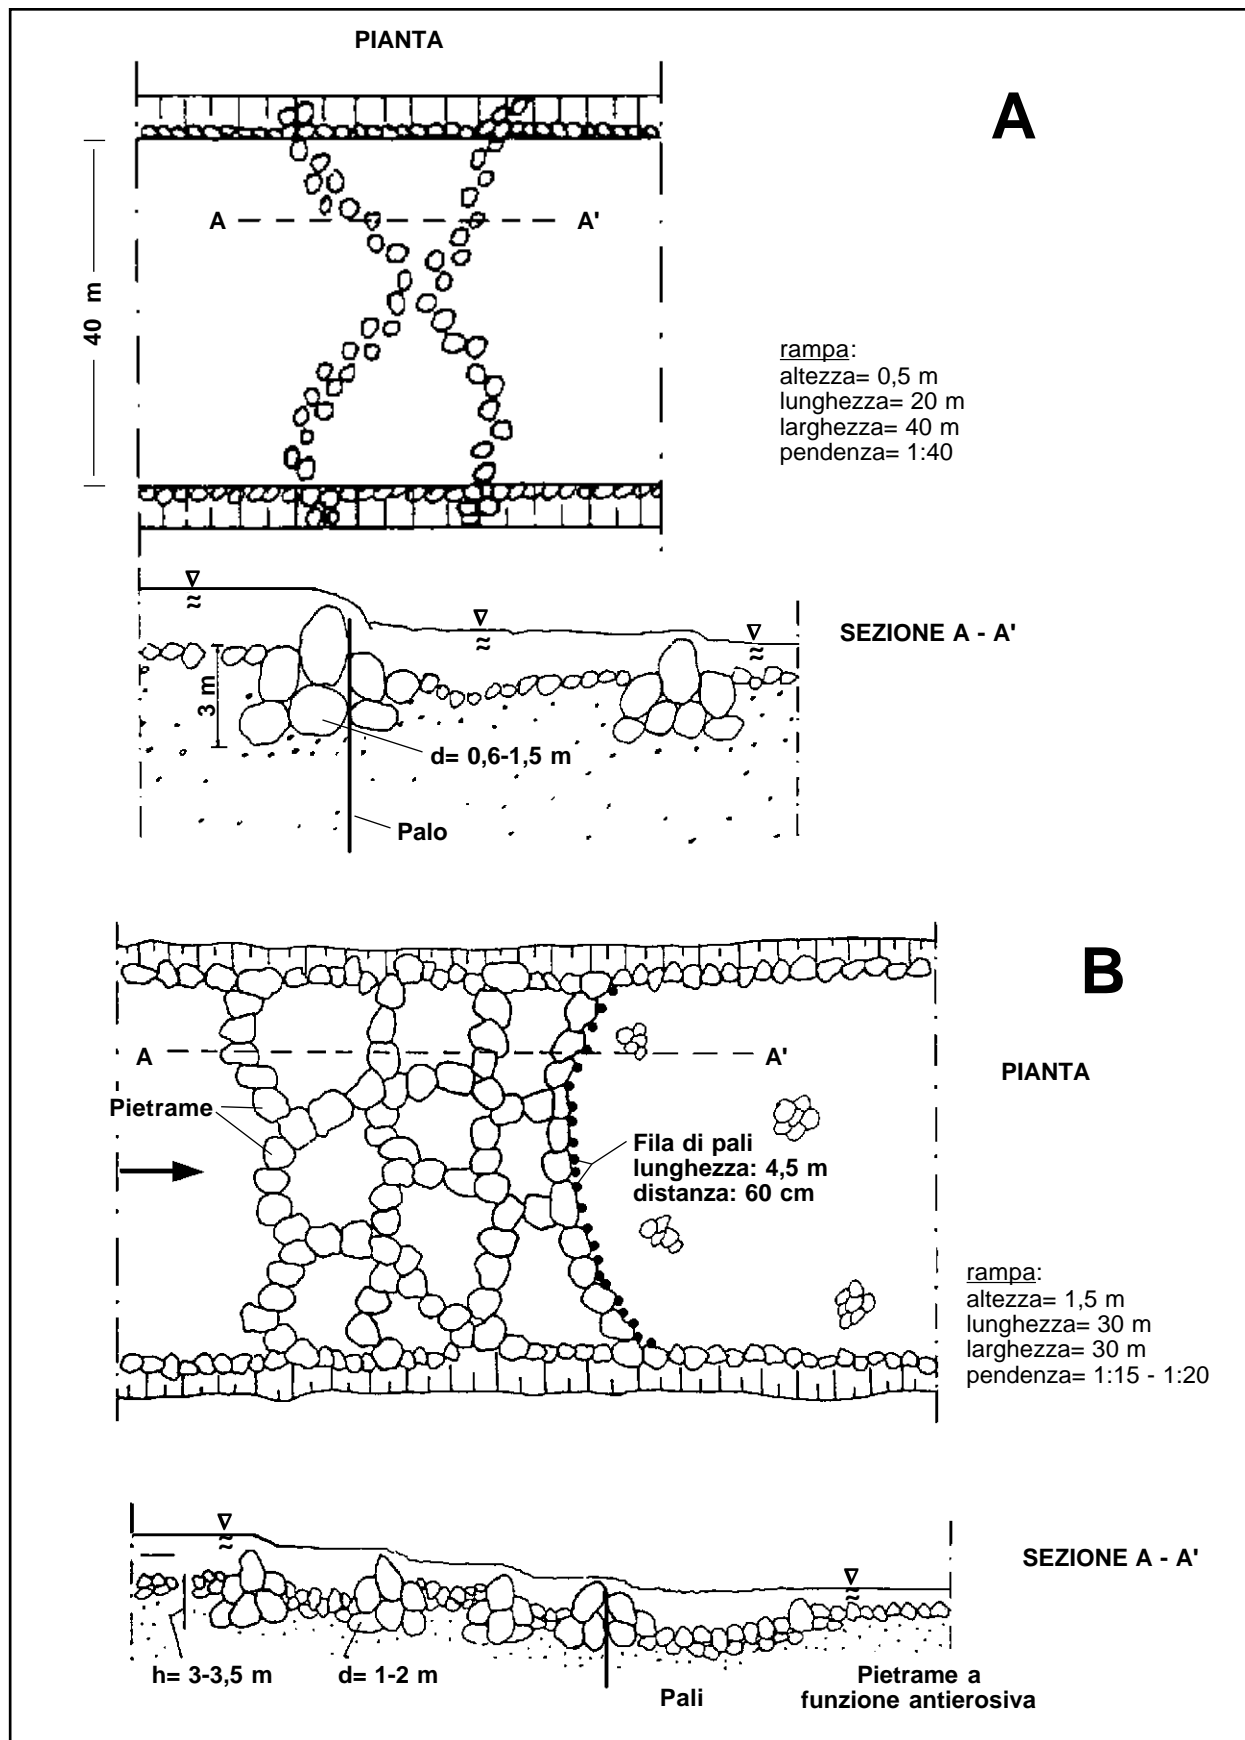 PIANTA
A
A
A'
40 m
rampa:
altezza= 0,5 m
lunghezza= 20 m
larghezza= 40 m
pendenza= 1:40
SEZIONE A - A'
3 m
d= 0,6-1,5 m
Palo
B
A
A'
PIANTA
Pietrame
Fila di pali
lunghezza: 4,5 m
distanza: 60 cm
rampa:
altezza= 1,5 m
lunghezza= 30 m
larghezza= 30 m
pendenza= 1:15 - 1:20
SEZIONE A - A'
h= 3-3,5 m
d= 1-2 m
Pali
Pietrame a
funzione antierosiva